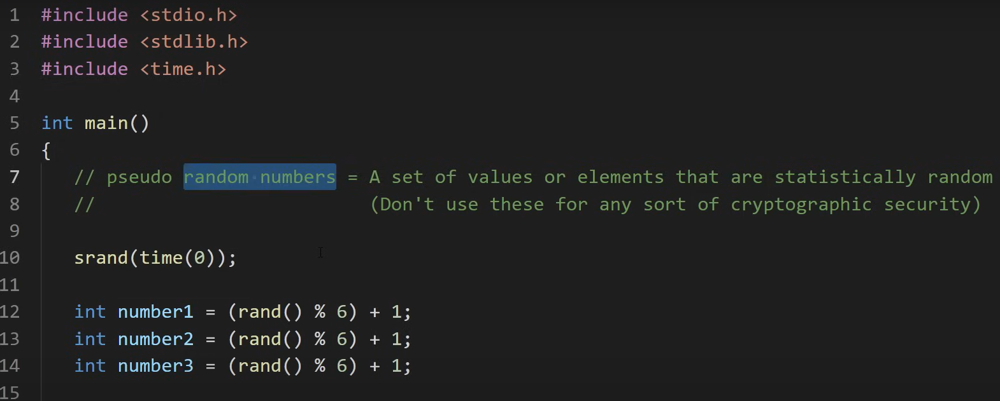 1 #include <stdio.h>
2 #include <stdlib.h>
3 #include <time.h>
4
5 int main()
6 {
7 // pseudo random numbers = A set of values or elements that are statistically random
8 // (Don't use these for any sort of cryptographic security)
9
10 srand(time(0));
11
12 int number1 = (rand() % 6) + 1;
13 int number2 = (rand() % 6) + 1;
14 int number3 = (rand() % 6) + 1;
15